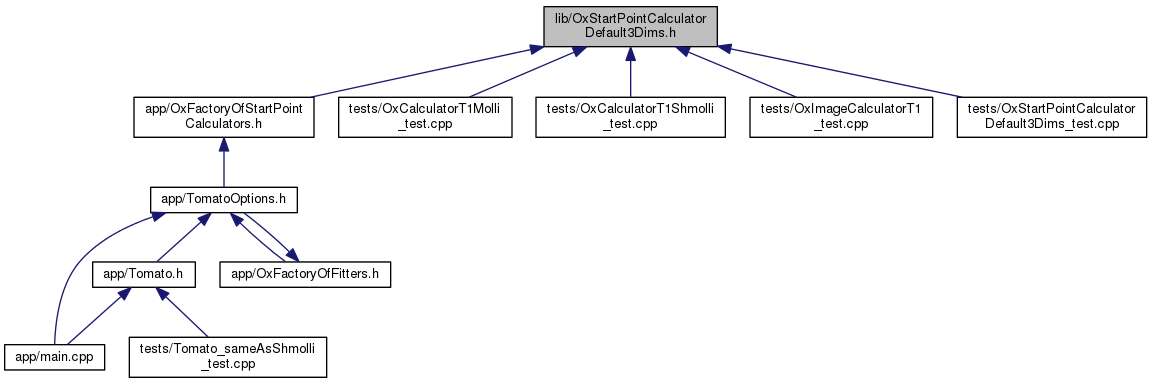 lib/OxStartPointCalculator
Default3Dims.h
app/OxFactoryOfStartPoint
Calculators.h
tests/OxCalculatorT1Molli
_test.cpp
tests/OxCalculatorT1Shmolli
_test.cpp
tests/OxImageCalculatorT1
_test.cpp
tests/OxStartPointCalculator
Default3Dims_test.cpp
app/TomatoOptions.h
app/Tomato.h
app/OxFactoryOfFitters.h
app/main.cpp
tests/Tomato_sameAsShmolli
_test.cpp